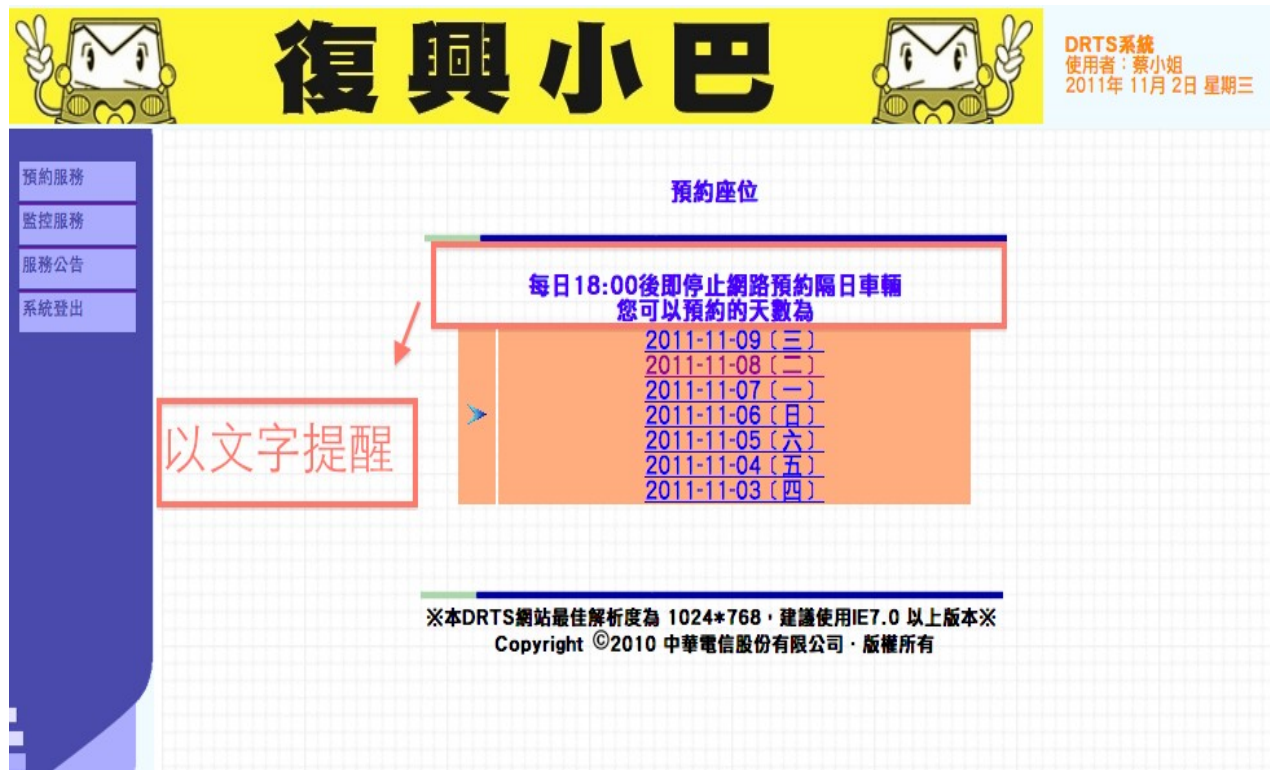 復興小巴
DRTS系統
使用者：蔡小姐
2011年 11月 2日 星期三
預約服務
監控服務
服務公告
系統登出
預約座位
每日18:00後即停止網路預約隔日車輛
您可以預約的天數為
2011-11-09〔三〕
2011-11-08〔二〕
2011-11-07〔一〕
2011-11-06〔日〕
2011-11-05〔六〕
2011-11-04〔五〕
2011-11-03〔四〕
以文字提醒
※本DRTS網站最佳解析度為 1024*768，建議使用IE7.0 以上版本※
Copyright ©2010 中華電信股份有限公司．版權所有